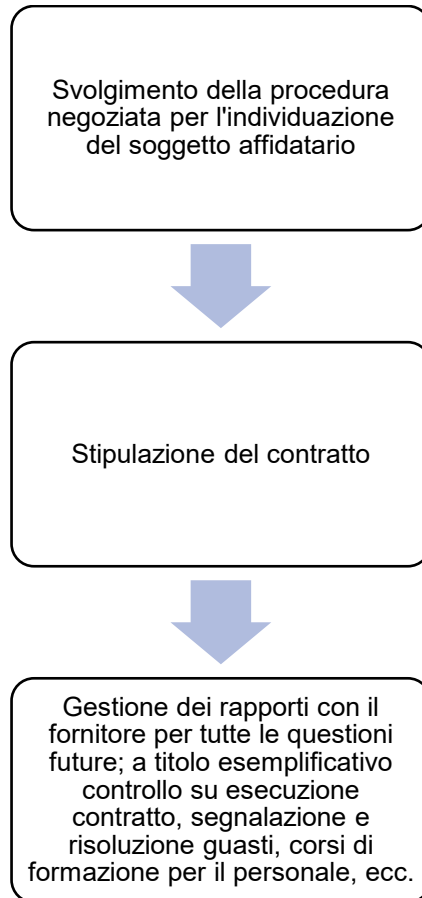 Svolgimento della procedura
negoziata per l'individuazione
del soggetto affidatario
Stipulazione del contratto
Gestione dei rapporti con il
fornitore per tutte le questioni
future; a titolo esemplificativo
controllo su esecuzione
contratto, segnalazione e
risoluzione guasti, corsi di
formazione per il personale, ecc.